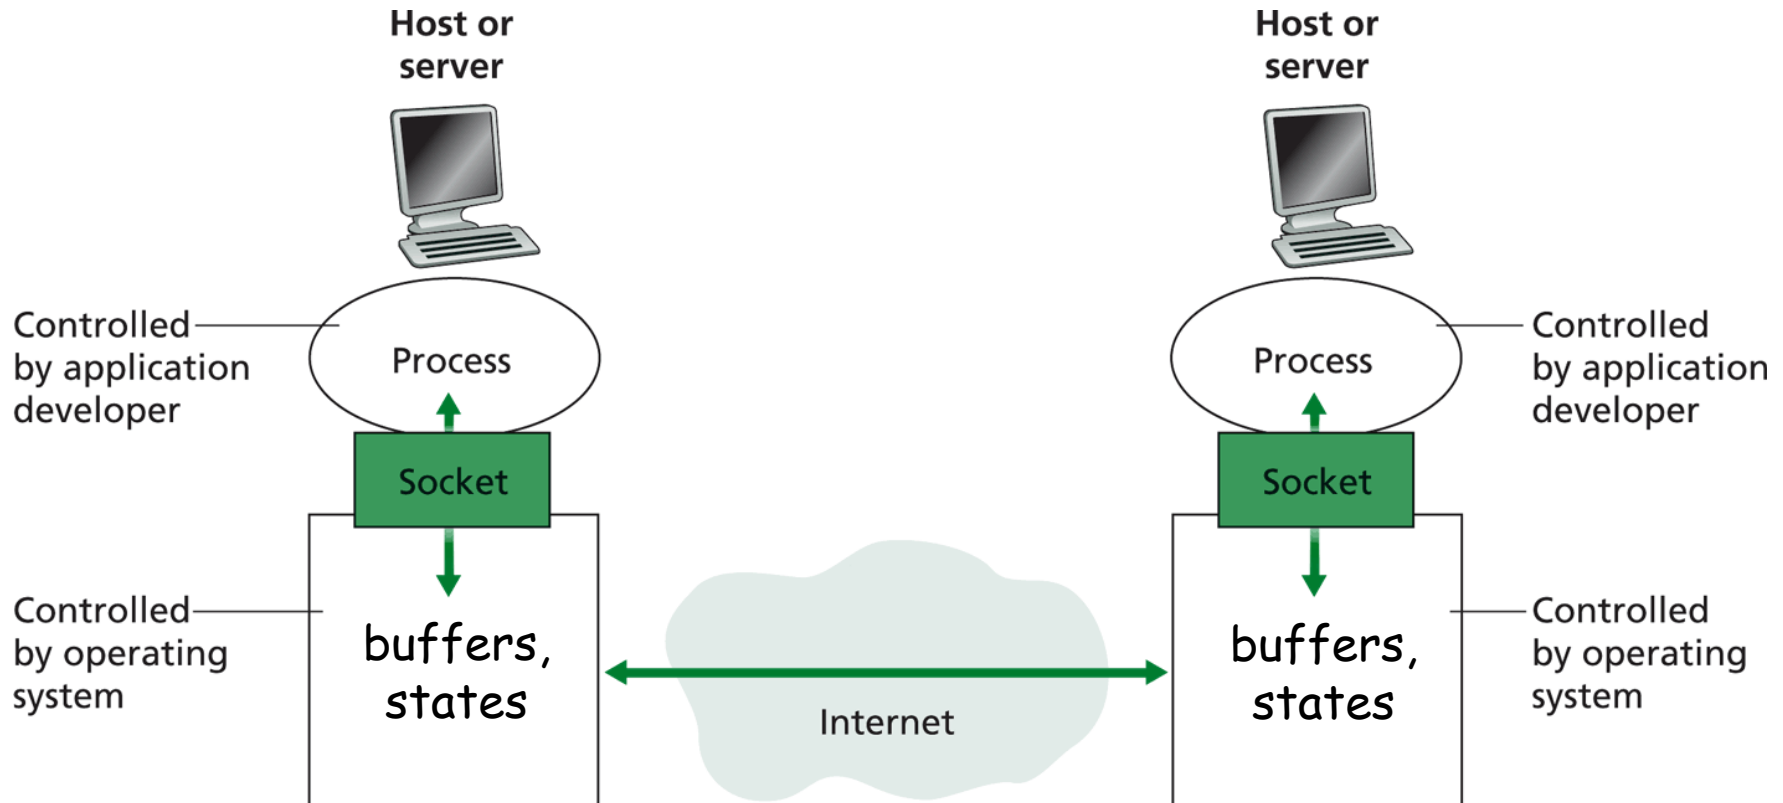 Host or
server
Host or
server
Controlled
by application
developer
Process
Process
Controlled
by application
developer
Socket
Socket
Controlled
by operating
system
buffers,
states
Internet
buffers,
states
Controlled
by operating
system